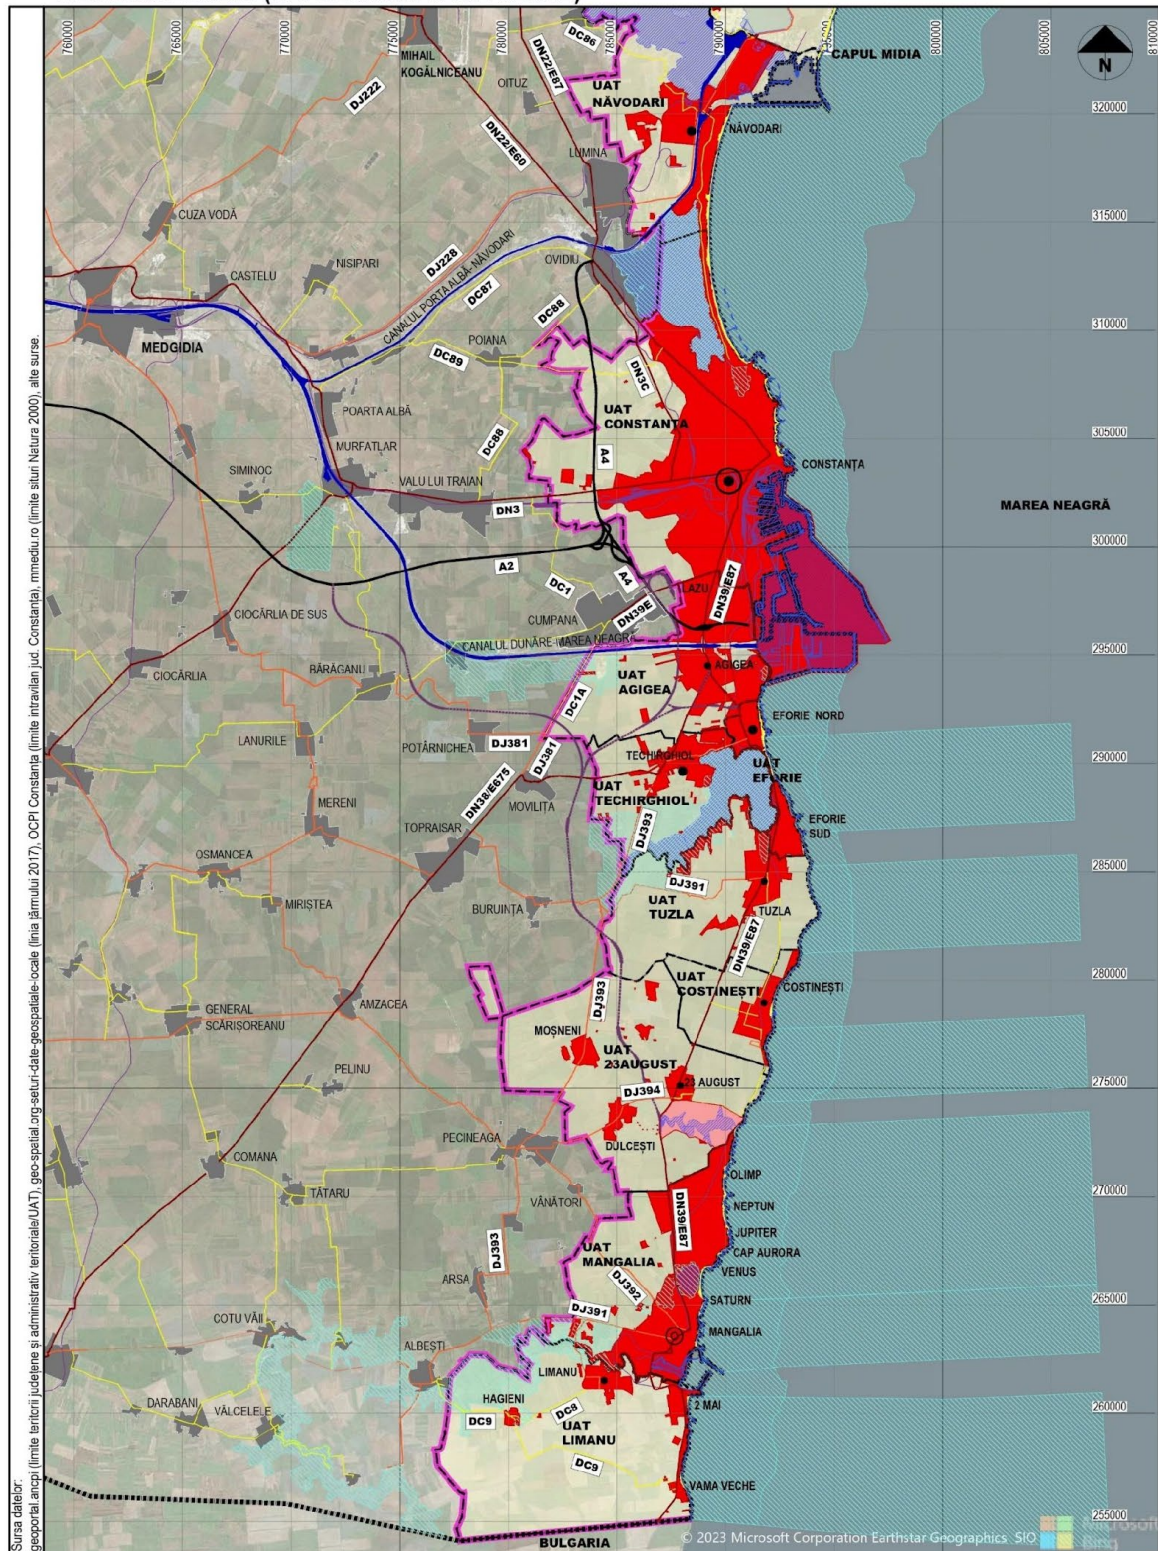 760000
765000
770000
775000
780000
785000
790000
795000
800000
805000
810000
DC86
CAPUL MIDIA
MIHAIL
KOGĂLNICEANU
DN22/E87
OITUZ
UAT
NĂVODARI
N
DJ222
320000
NĂVODARI
DN22/E60
LUMINA
CUZA VODĂ
315000
DJ228
CANALUL POARTA ALBĂ-NĂVODARI
OVIDIU
NISIPARI
CASTELU
DC87
DC88
310000
MEDGIDIA
POIANA
DC89
DN3C
POARTA ALBĂ
UAT
CONSTANȚA
305000
DC88
MURFATLAR
A4
CONSTANȚA
SIMINOC
VALU LUI TRAIAN
DN3
MAREA NEAGRĂ
300000
A2
DC1
A4
LAZU
DN39/E87
CIOCÂRLIA DE SUS
CUMPANA
DN39E
CANALUL DUNĂRE-MAREA NEAGRĂ
295000
CIOCÂRLIA
BĂRĂGANU
UAT
AGIGEA
AGIGEA
DC1A
EFORIE NORD
LANURILE
POTÂRNICHEA
DJ381
DJ381
TECHIRGHIOL
UAT
EFORIE
290000
UAT
TECHIRGHIOL
DN38/E675
MOVILIȚA
MERENI
TOPRAISAR
DJ393
EFORIE
SUD
OSMANCEA
285000
DJ391
MIRIȘTEA
BURUINȚA
UAT
TUZLA
TUZLA
DN39/E87
280000
UAT
COSTINEȘTI
COSTINEȘTI
DJ393
GENERAL
SCĂRIȘOREANU
AMZACEA
MOȘNENI
UAT
23AUGUST
23 AUGUST
PELINU
DJ394
275000
PECINEAGA
DULCEȘTI
COMANA
OLIMP
TĂTARU
VÂNĂTORI
270000
NEPTUN
DN39/E87
JUPITER
DJ393
UAT
MANGALIA
CAP AURORA
VENUS
ARSA
DJ392
SATURN
265000
DJ391
COTU VĂII
MANGALIA
ALBEȘTI
LIMANU
DARABANI
VÂLCELELE
HAGIENI
2 MAI
DC9
DC8
UAT
LIMANU
260000
DC9
VAMA VECHE
255000
© 2023 Microsoft Corporation Earthstar Geographics SIO
Microsoft
Bing
BULGARIA
Sursa datelor:
geoportal.ancpi (limite teritorii județene și administrativ teritoriale/UAT), geo-spatial.org-seturi-date-geospatiale-locale (linia țărmului 2017), OCPI Constanța (limite intravilan jud. Constanța), mmediu.ro (limite situri Natura 2000), alte surse.